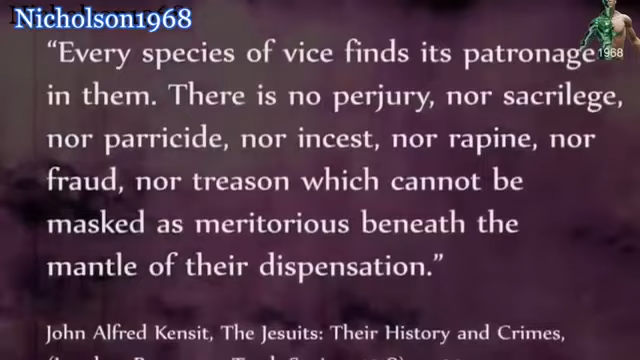 Nicholson1968
1968
“Every species of vice finds its patronage
in them. There is no perjury, nor sacrilege,
nor parricide, nor incest, nor rapine, nor
fraud, nor treason which cannot be
masked as meritorious beneath the
mantle of their dispensation.”
John Alfred Kensit, The Jesuits: Their History and Crimes,